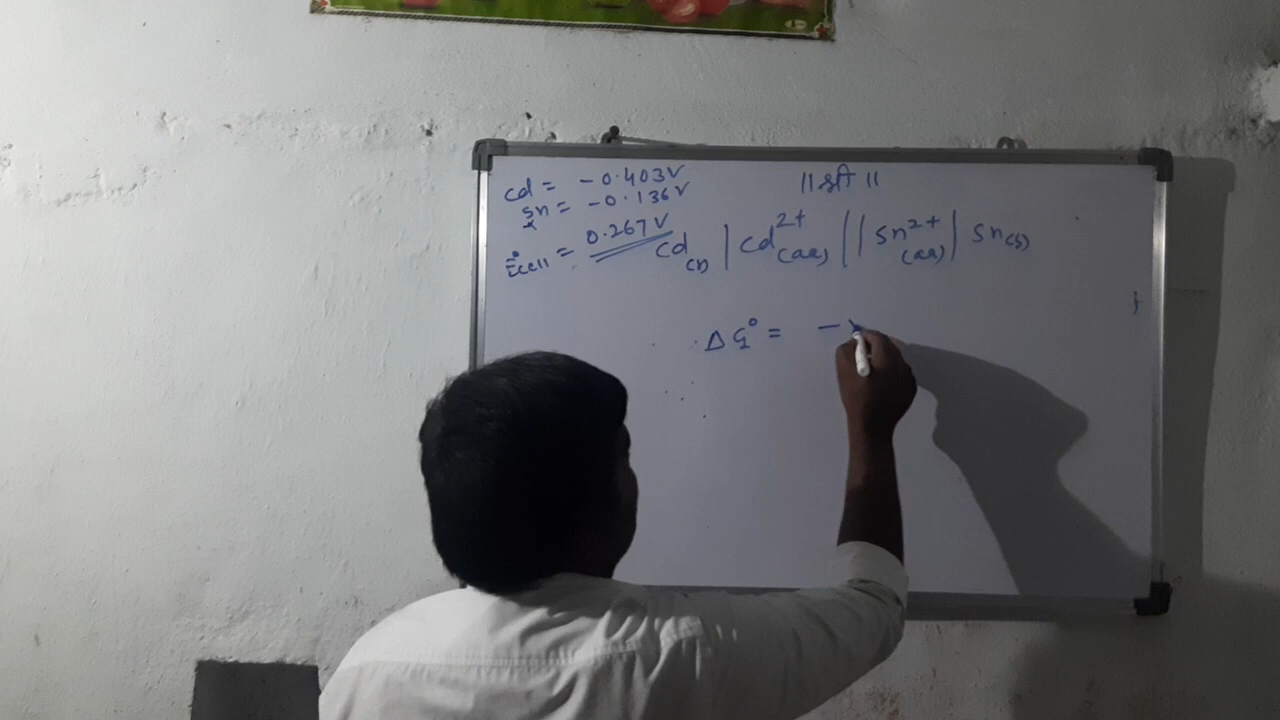 cd = -0.403V
sn = -0.136V
E°cell = 0.267V
॥ श्री ॥
cd(s) | cd2+(aq) || sn2+(aq) | sn(s)
ΔG° = -